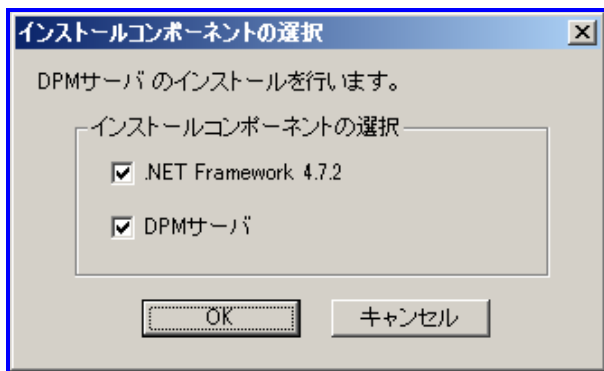 インストールコンポーネントの選択
DPMサーバ のインストールを行います。
インストールコンポーネントの選択
.NET Framework 4.7.2
DPMサーバ
OK
キャンセル